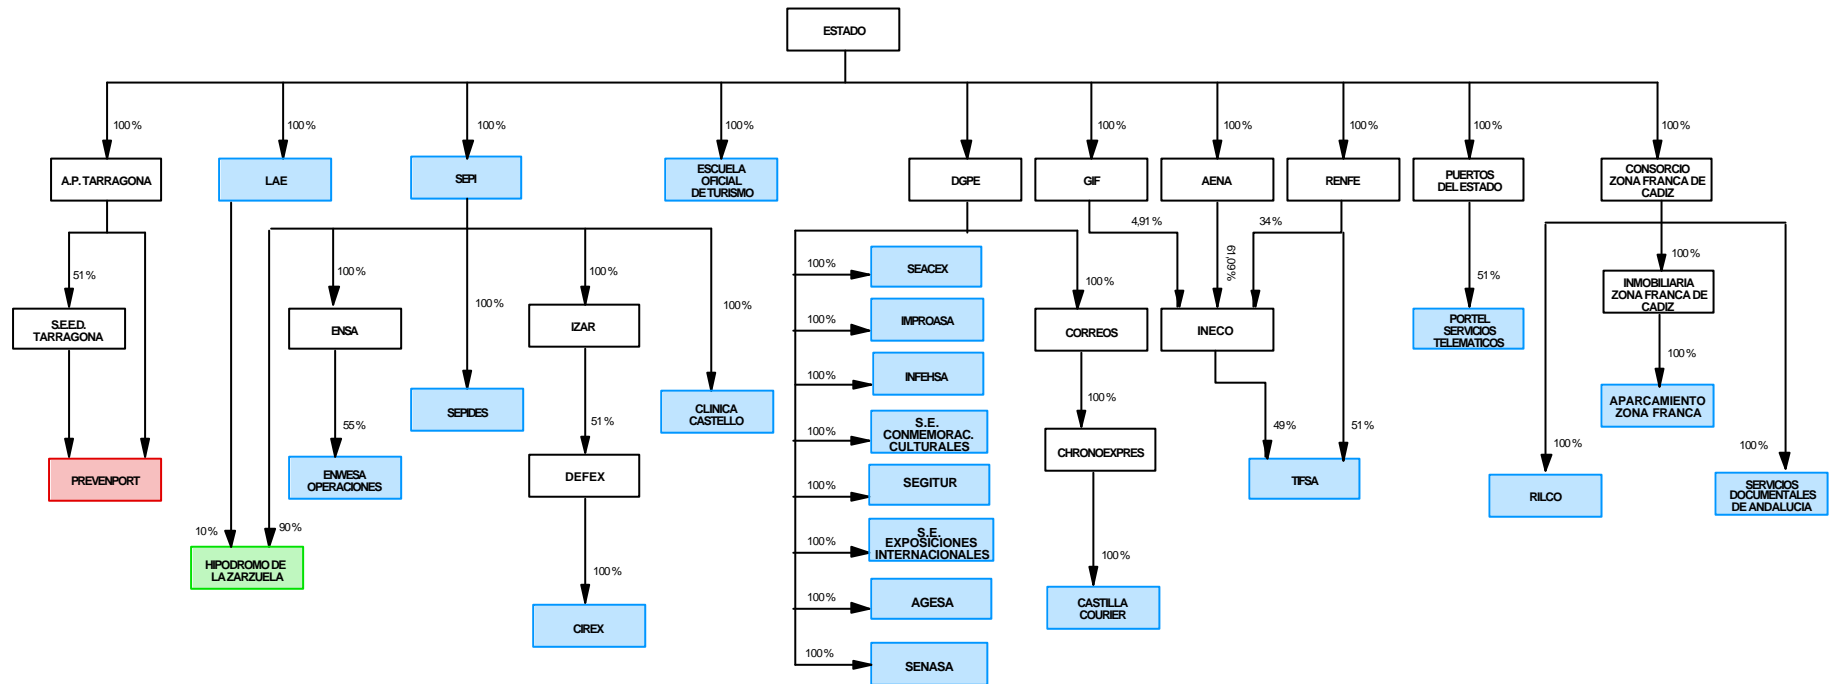 ESTADO
100%
100%
100%
100%
100%
100%
100%
100%
100%
A.P. TARRAGONA
LAE
SEPI
ESCUELA
OFICIAL
DE TURISMO
DGPE
GIF
AENA
RENFE
PUERTOS
DEL ESTADO
CONSORCIO
ZONA FRANCA DE
CADIZ
4,91%
61,09%
34%
51%
100%
100%
100%
100%
100%
100%
51%
100%
S.E.E.D.
TARRAGONA
ENSA
IZAR
SEACEX
CORREOS
INECO
PORTEL
SERVICIOS
TELEMATICOS
INMOBILIARIA
ZONA FRANCA DE
CADIZ
100%
IMPROASA
100%
INFEHSA
100%
100%
SEPIDES
CLINICA
CASTELLO
APARCAMIENTO
ZONA FRANCA
55%
51%
100%
S.E.
CONMEMORAC.
CULTURALES
CHRONOEXPRES
49%
51%
100%
100%
PREVENPORT
ENWESA
OPERACIONES
DEFEX
100%
SEGITUR
TIFSA
RILCO
SERVICIOS
DOCUMENTALES
DE ANDALUCIA
10%
90%
100%
S.E.
EXPOSICIONES
INTERNACIONALES
100%
HIPODROMO DE
LA ZARZUELA
100%
100%
AGESA
CASTILLA
COURIER
CIREX
100%
SENASA